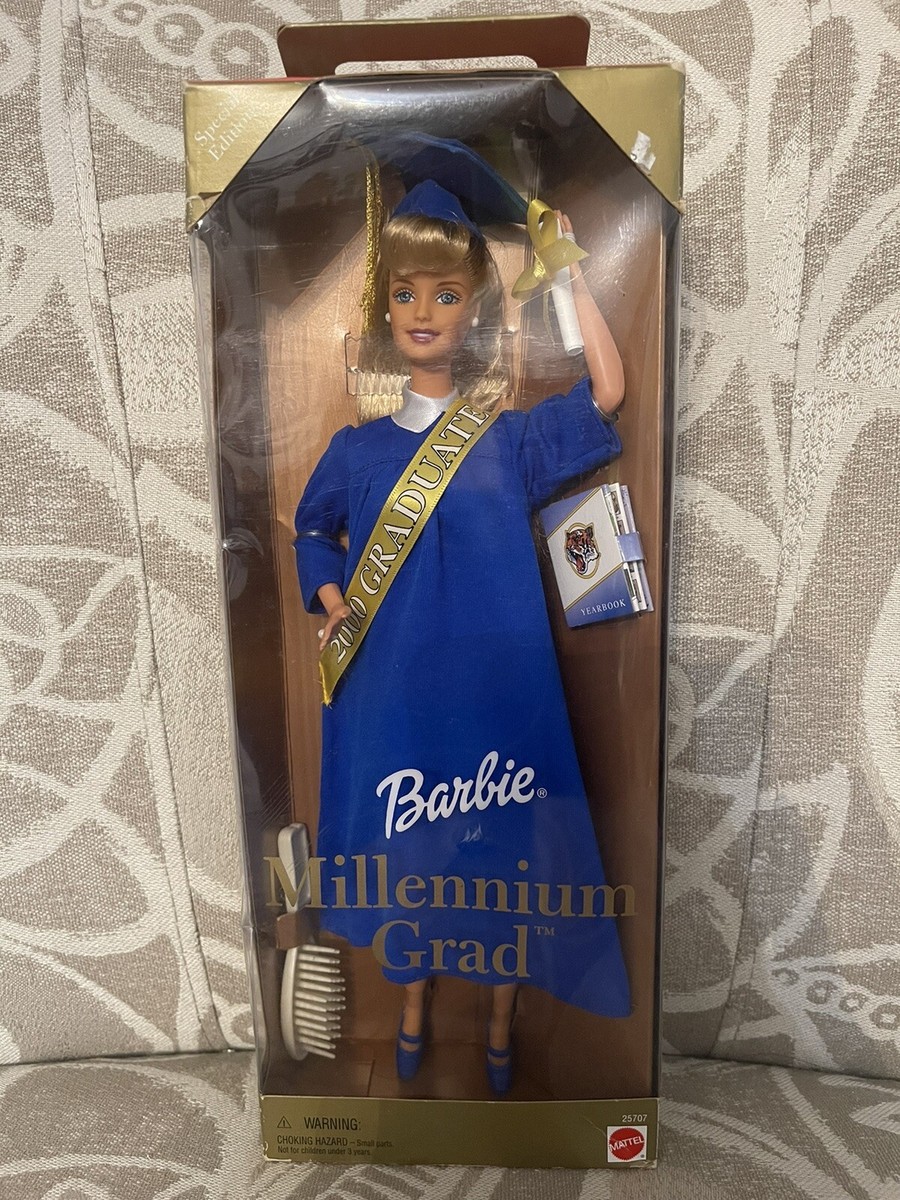 Special
Edition
2000 GRADUATE
YEARBOOK
Barbie®
Millennium
Grad™
⚠ WARNING:
CHOKING HAZARD – Small parts.
Not for children under 3 years.
25707
MATTEL